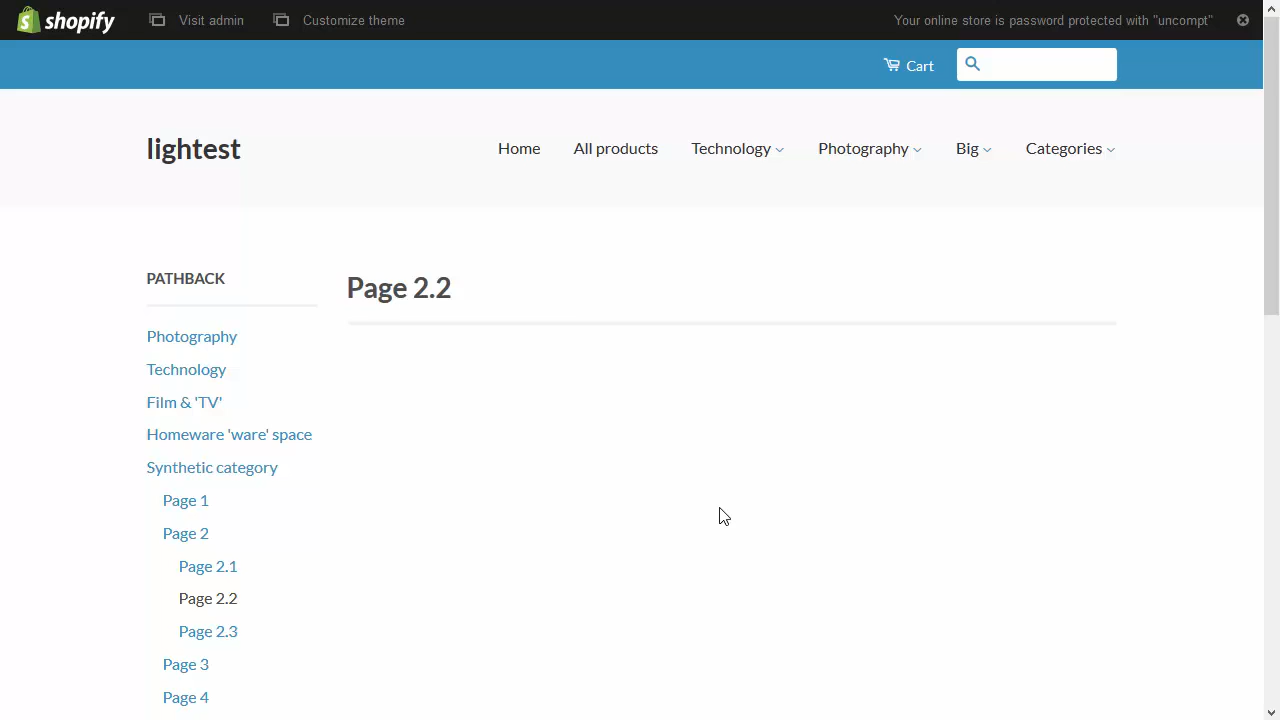 shopify Visit admin Customize theme Your online store is password protected with "uncompt"
Cart
lightest Home All products Technology Photography Big Categories
PATHBACK
Page 2.2
Photography
Technology
Film & 'TV'
Homeware 'ware' space
Synthetic category
Page 1
Page 2
Page 2.1
Page 2.2
Page 2.3
Page 3
Page 4